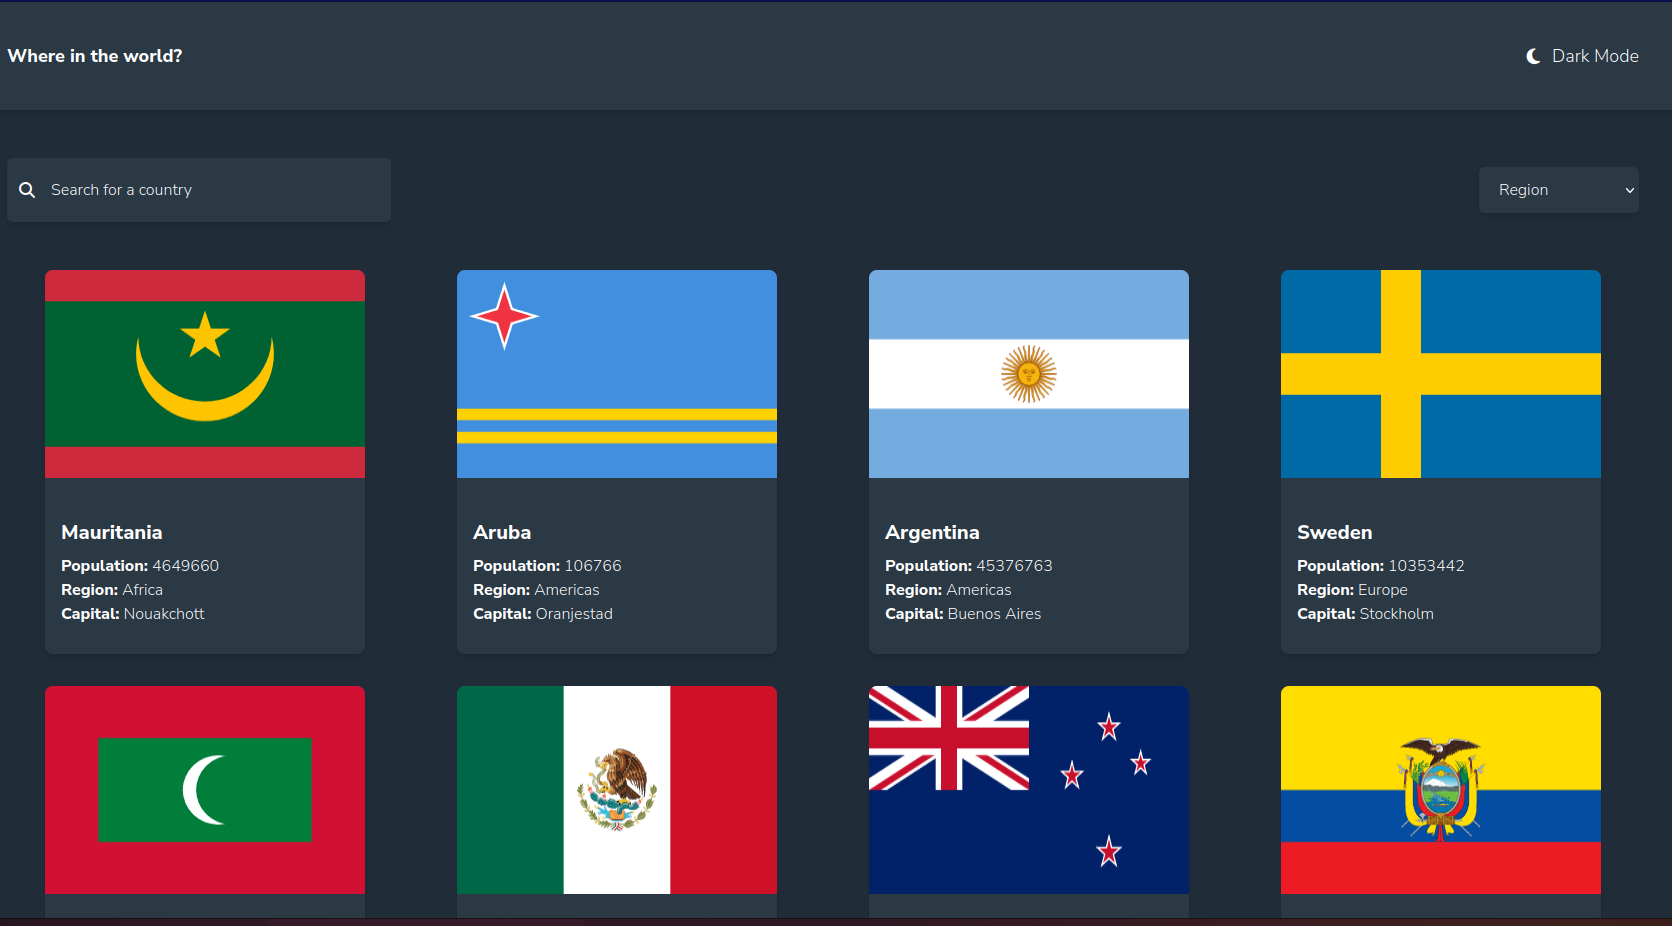 Where in the world?
Dark Mode
Search for a country
Region
Mauritania
Population: 4649660
Region: Africa
Capital: Nouakchott
Aruba
Population: 106766
Region: Americas
Capital: Oranjestad
Argentina
Population: 45376763
Region: Americas
Capital: Buenos Aires
Sweden
Population: 10353442
Region: Europe
Capital: Stockholm